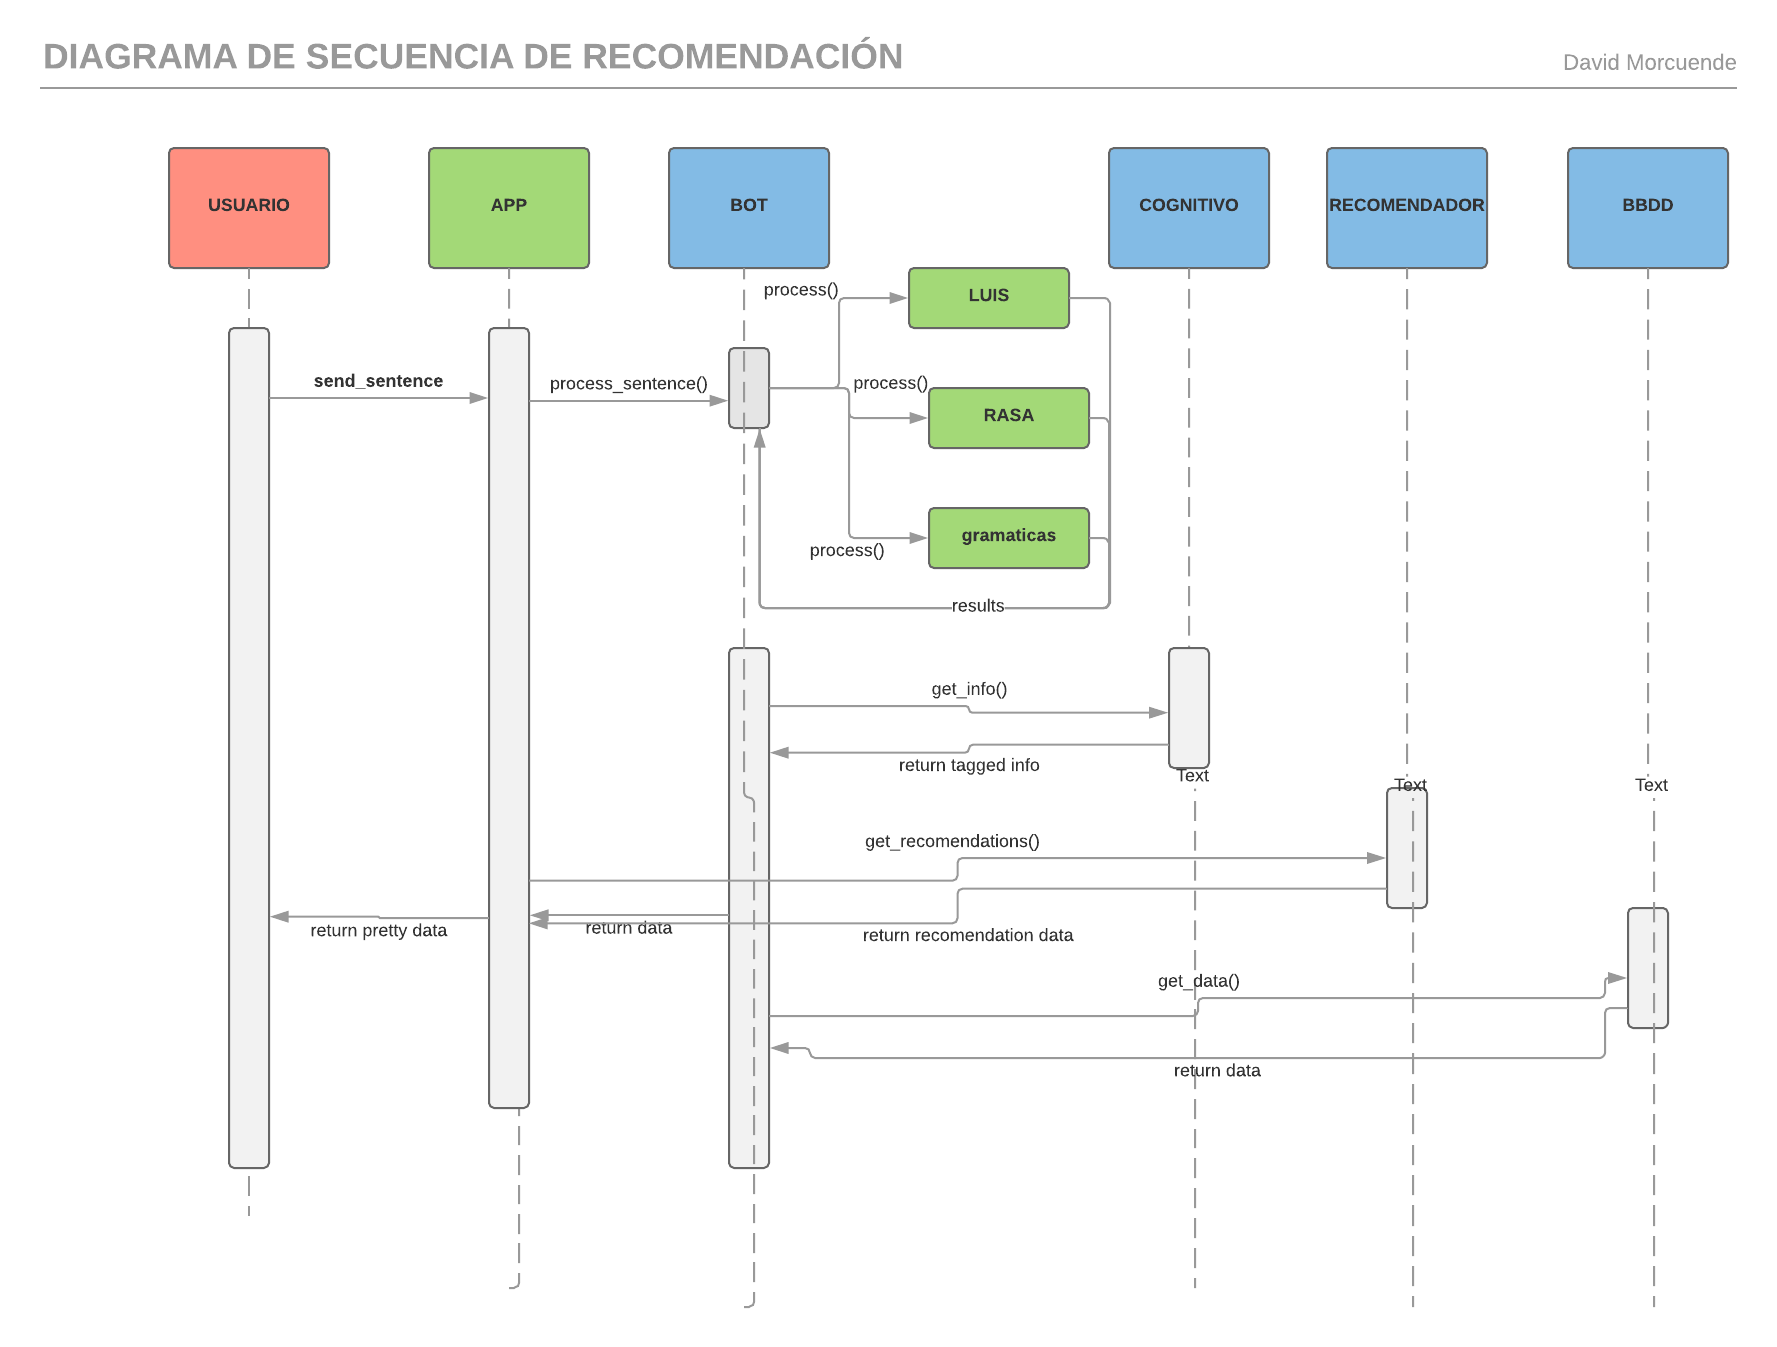 DIAGRAMA DE SECUENCIA DE RECOMENDACIÓN
David Morcuende
USUARIO
APP
BOT
COGNITIVO
RECOMENDADOR
BBDD
process()
LUIS
send_sentence
process_sentence()
process()
RASA
gramaticas
process()
results
get_info()
return tagged info
Text
Text
Text
get_recomendations()
return pretty data
return data
return recomendation data
get_data()
return data